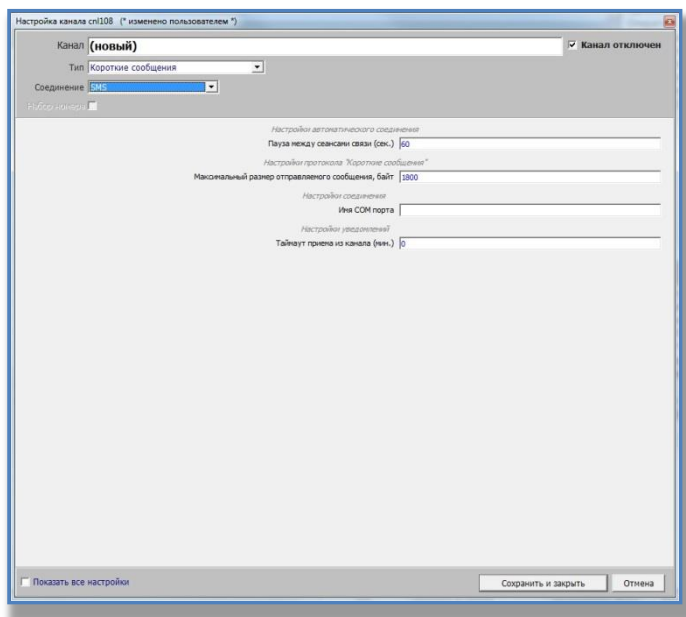 Настройка канала cnl108 (* изменено пользователем *)
Канал (новый) Канал отключен
Тип Короткие сообщения
Соединение SMS
Набор номера
Настройки автоматического соединения
Пауза между сеансами связи (сек.) 60
Настройки протокола "Короткие сообщения"
Максимальный размер отправляемого сообщения, байт 1800
Настройки соединения
Имя COM порта
Настройки уведомлений
Таймаут приема из канала (мин.) 0
Показать все настройки Сохранить и закрыть Отмена